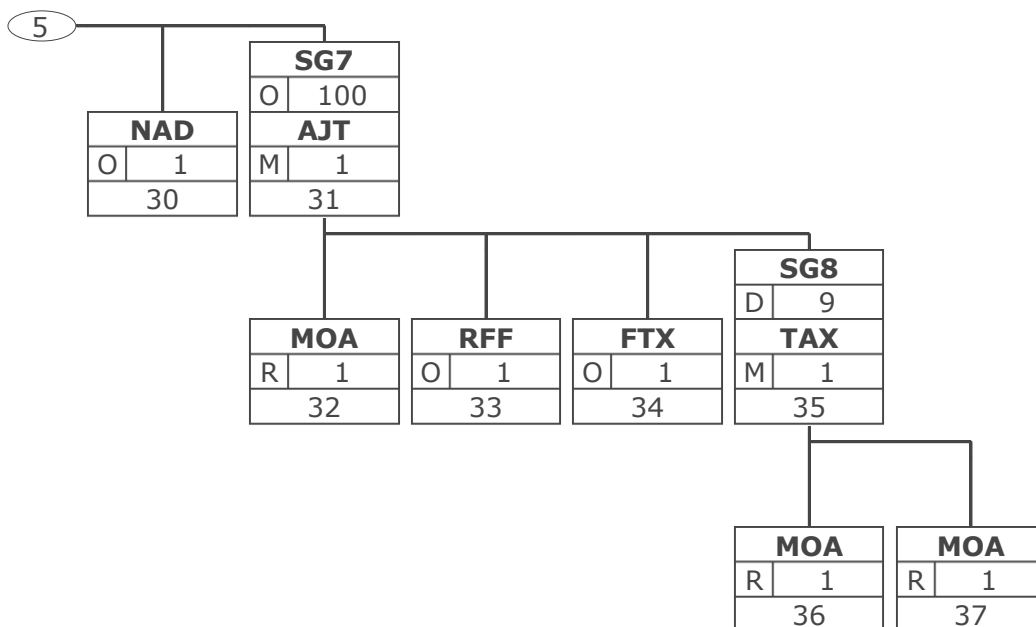 5
SG7
O 100
NAD
O 1
30
AJT
M 1
31
MOA
R 1
32
RFF
O 1
33
FTX
O 1
34
SG8
D 9
TAX
M 1
35
MOA
R 1
36
MOA
R 1
37